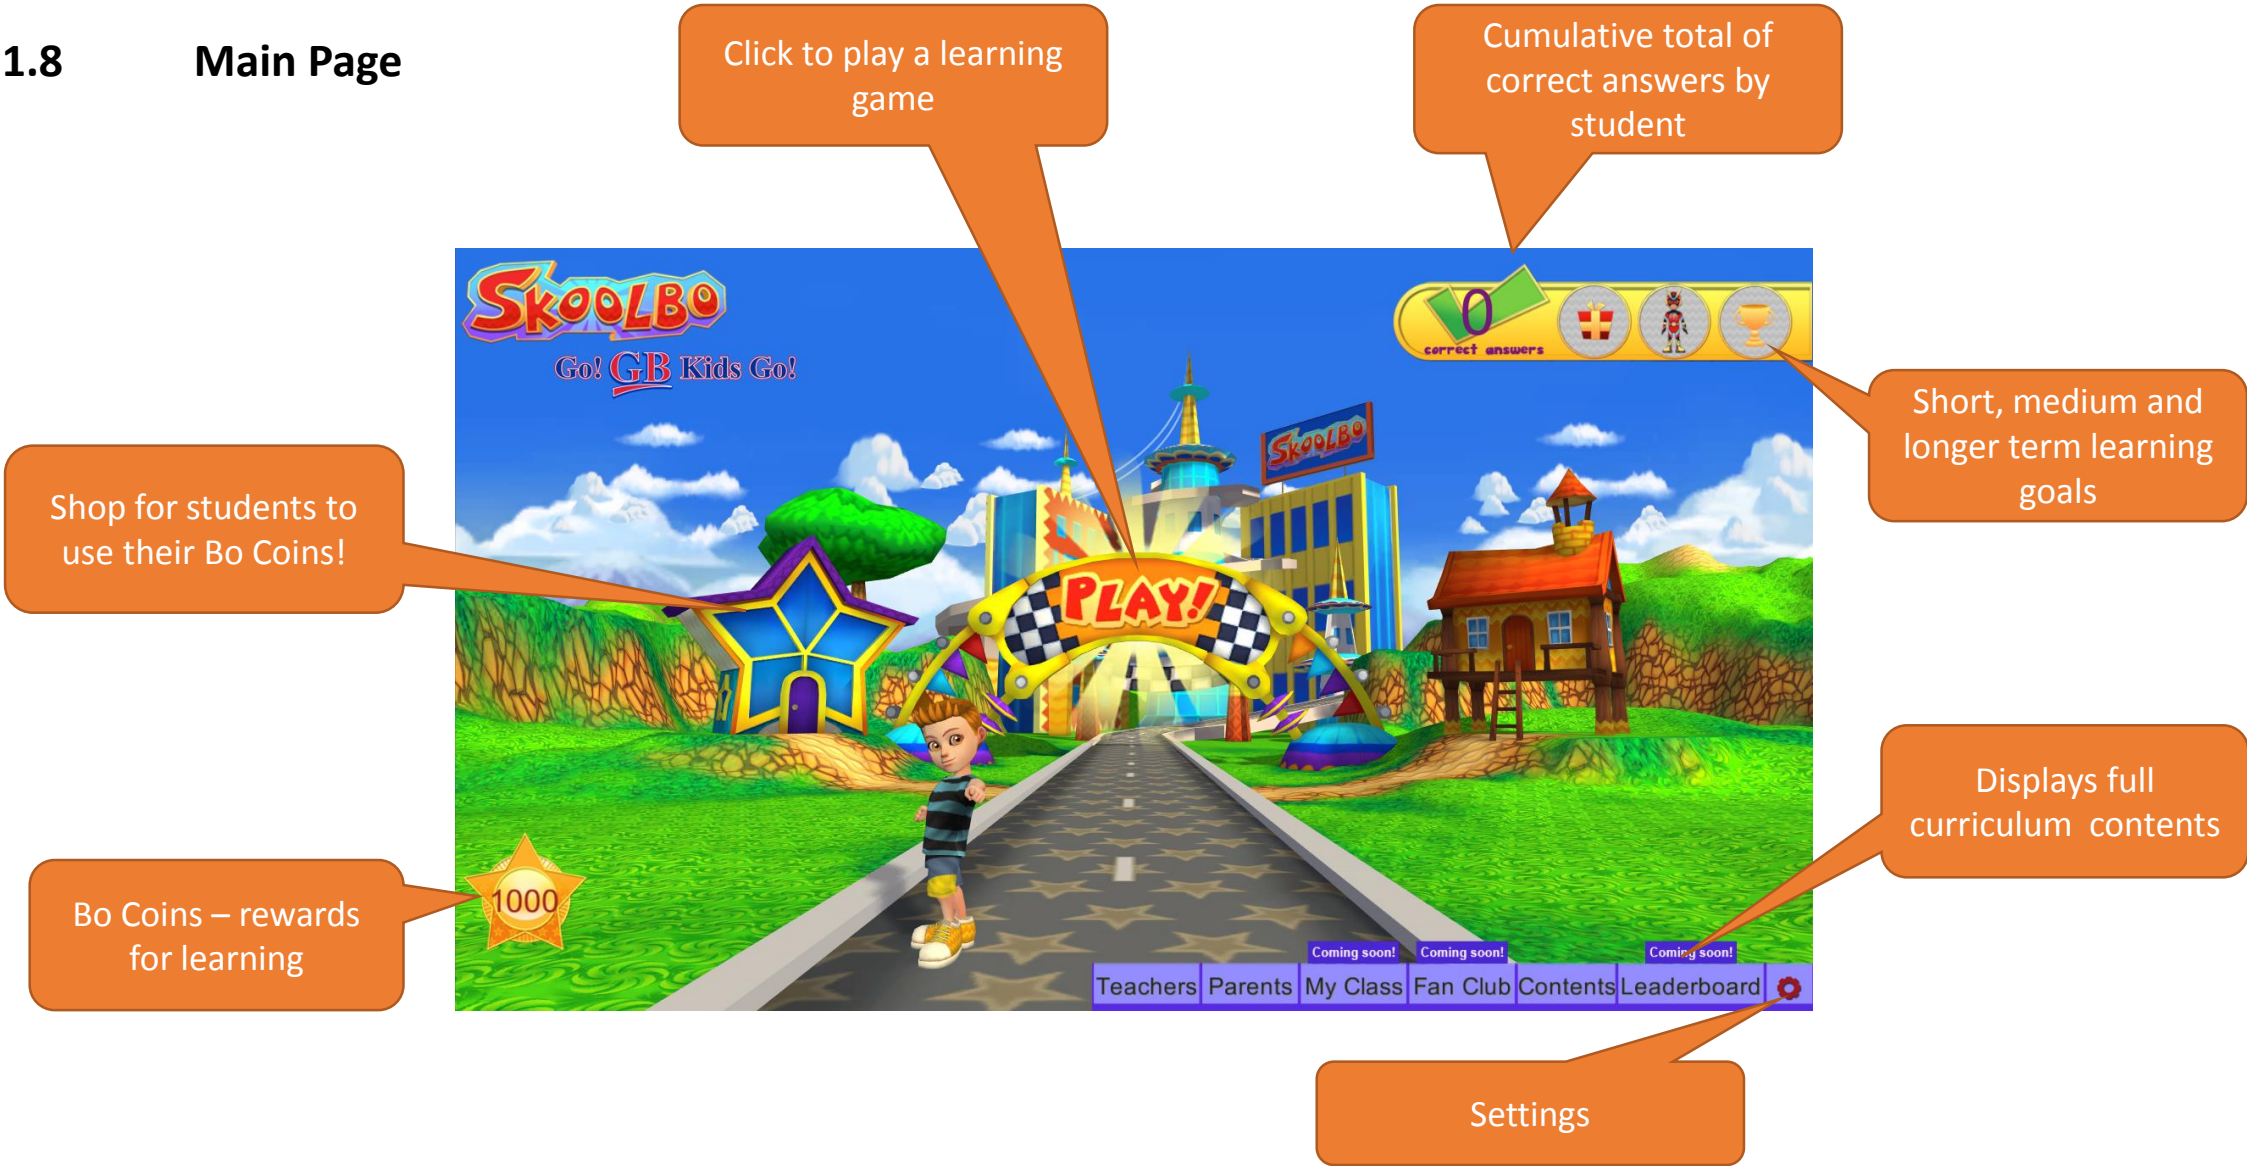 1.8 Main Page
Click to play a learning
game
Cumulative total of
correct answers by
student
SKOOLBO
Go! GB Kids Go!
0
correct answers
Short, medium and
longer term learning
goals
SKOOLBO
Shop for students to
use their Bo Coins!
PLAY!
Displays full
curriculum contents
Bo Coins – rewards
for learning
1000
Coming soon! Coming soon! Coming soon!
Teachers Parents My Class Fan Club Contents Leaderboard
Settings